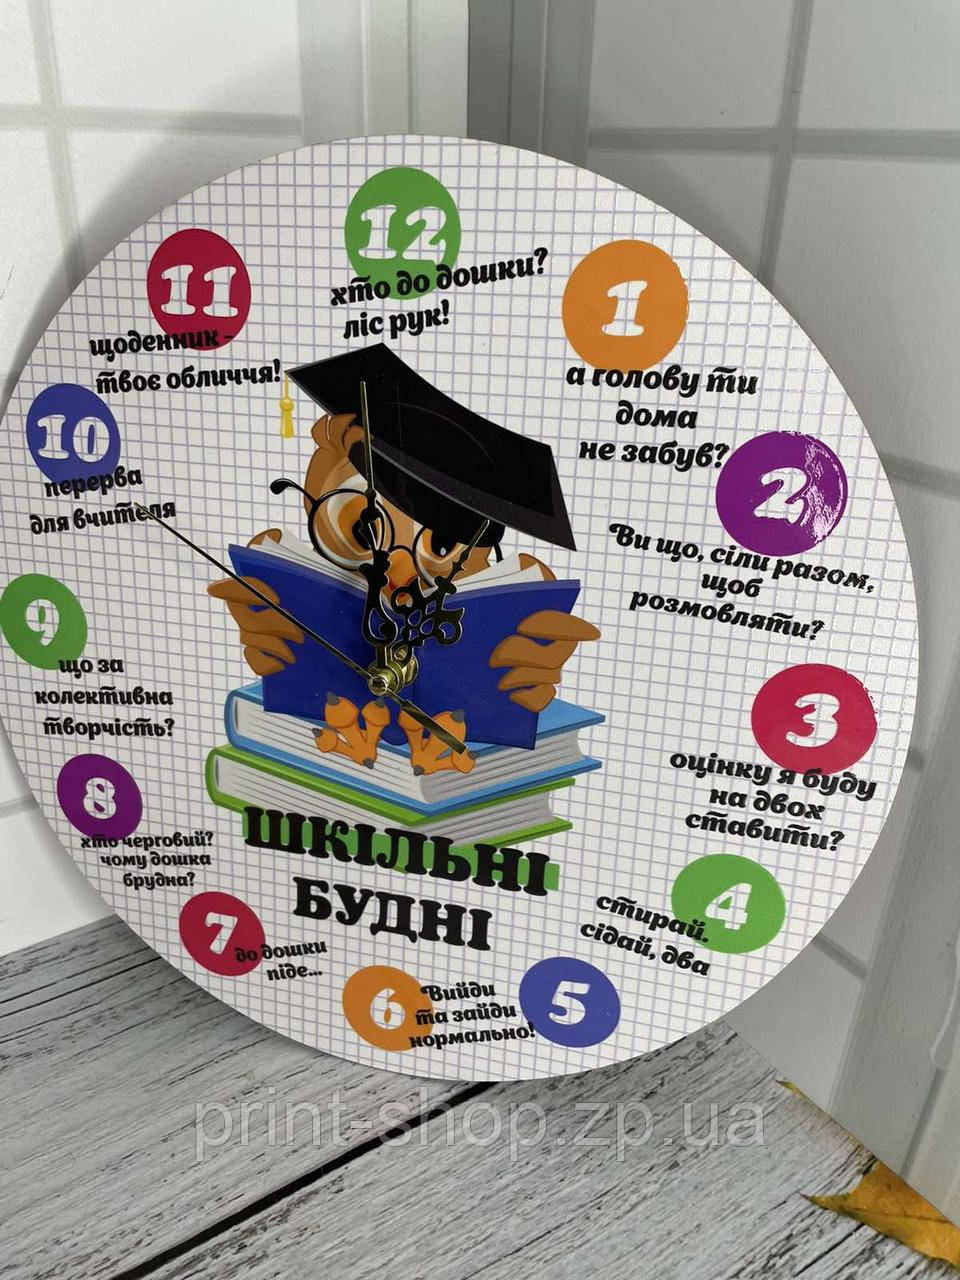 12
хто до дошки?
ліс рук!
1
а голову ти
дома
не забув?
2
Ви що, сіли разом,
щоб
розмовляти?
3
оцінку я буду
на двох
ставити?
4
стирай.
сідай, два
5
6
Вийди
та зайди
нормально!
7
до дошки
піде...
8
хто черговий?
чому дошка
брудна?
9
що за
колективна
творчість?
10
перерва
для вчителя
11
щоденник -
твоє обличчя!
ШКІЛЬНІ
БУДНІ
print-shop.zp.ua